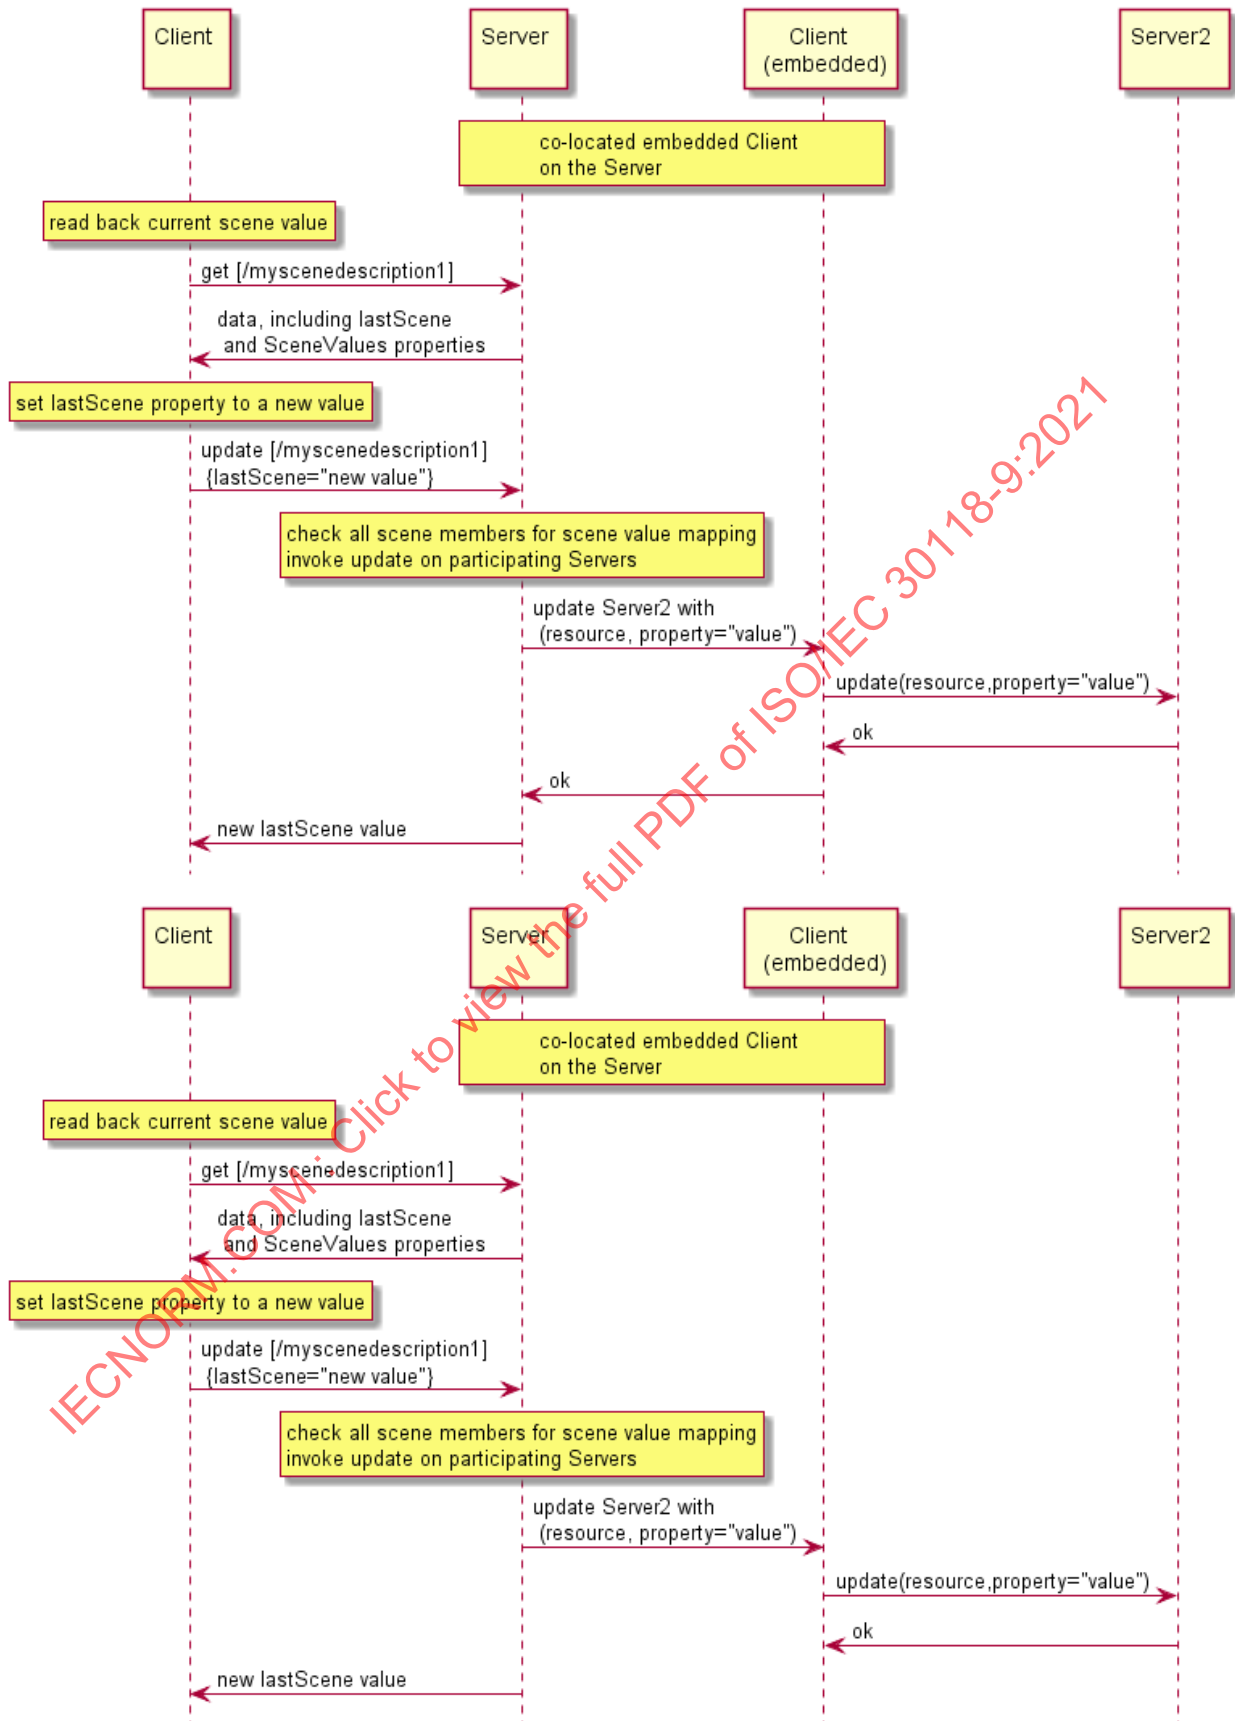 Client
Server
Client
(embedded)
Server2
co-located embedded Client
on the Server
read back current scene value
get [/myscenedescription1]
data, including lastScene
and SceneValues properties
set lastScene property to a new value
update [/myscenedescription1]
{lastScene="new value"}
check all scene members for scene value mapping
invoke update on participating Servers
update Server2 with
(resource, property="value")
update(resource,property="value")
ok
ok
new lastScene value
Client
Server
Client
(embedded)
Server2
co-located embedded Client
on the Server
read back current scene value
get [/myscenedescription1]
data, including lastScene
and SceneValues properties
set lastScene property to a new value
update [/myscenedescription1]
{lastScene="new value"}
check all scene members for scene value mapping
invoke update on participating Servers
update Server2 with
(resource, property="value")
update(resource,property="value")
ok
new lastScene value
IECNORM.COM : Click to view the full PDF of ISO/IEC 30118-9:2021